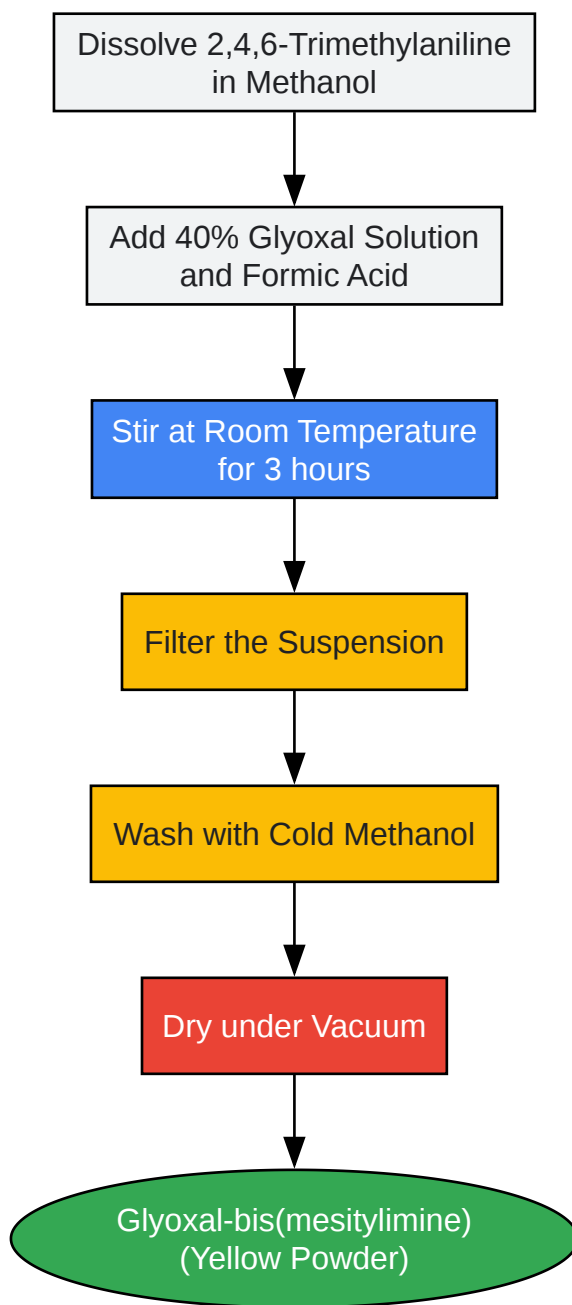 Dissolve 2,4,6-Trimethylaniline
in Methanol
Add 40% Glyoxal Solution
and Formic Acid
Stir at Room Temperature
for 3 hours
Filter the Suspension
Wash with Cold Methanol
Dry under Vacuum
Glyoxal-bis(mesitylimine)
(Yellow Powder)